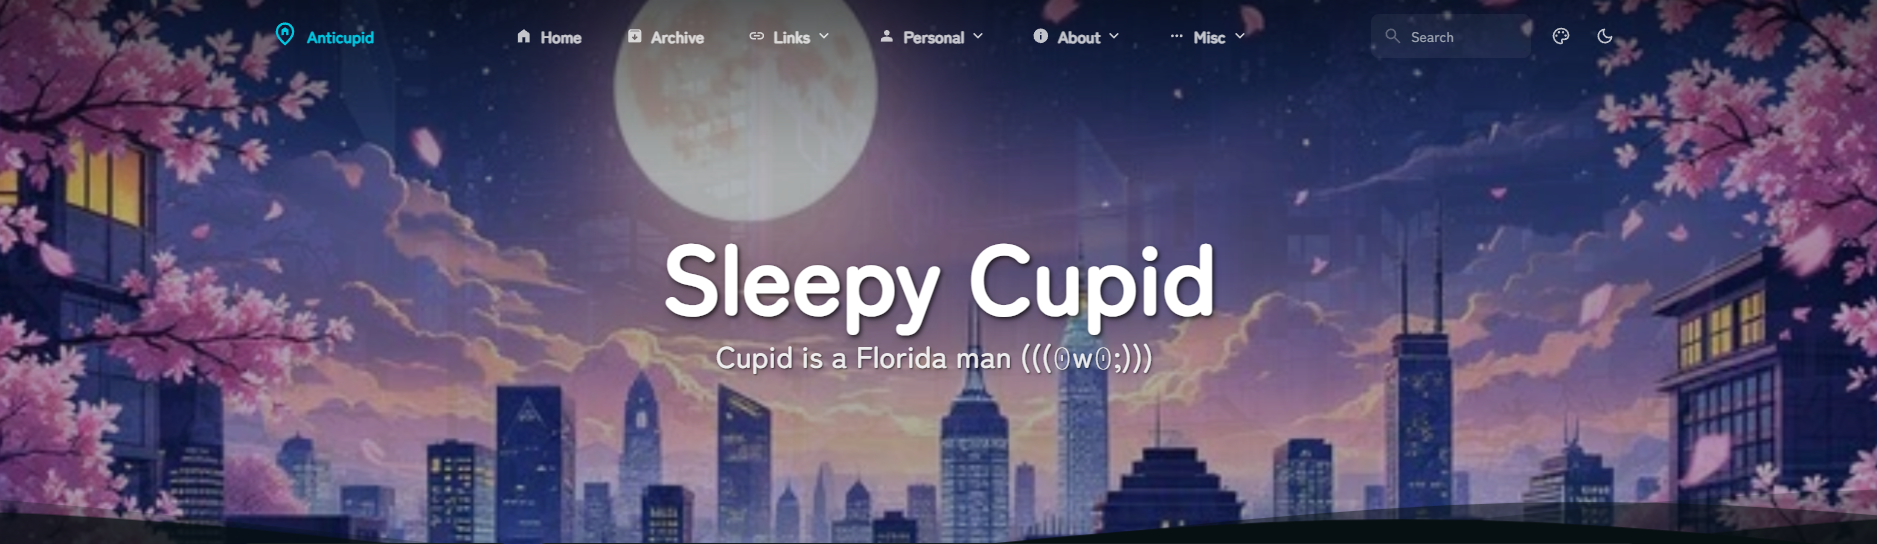 Anticupid
Home
Archive
Links
Personal
About
Misc
Search
Sleepy Cupid
Cupid is a Florida man (((0w0;)))